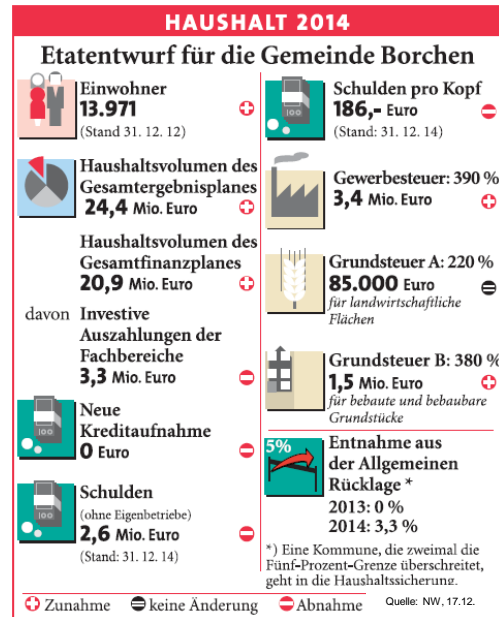 HAUSHALT 2014
Etatentwurf für die Gemeinde Borchen
Einwohner
13.971
(Stand 31. 12. 12)
Haushaltsvolumen des
Gesamtergebnisplanes
24,4 Mio. Euro
Haushaltsvolumen des
Gesamtfinanzplanes
20,9 Mio. Euro
davon Investive
Auszahlungen der
Fachbereiche
3,3 Mio. Euro
100
Neue
Kreditaufnahme
0 Euro
100
Schulden
(ohne Eigenbetriebe)
2,6 Mio. Euro
(Stand: 31. 12. 14)
100
Schulden pro Kopf
186,- Euro
(Stand: 31. 12. 14)
Gewerbesteuer: 390 %
3,4 Mio. Euro
Grundsteuer A: 220 %
85.000 Euro
für landwirtschaftliche
Flächen
Grundsteuer B: 380 %
1,5 Mio. Euro
für bebaute und bebaubare
Grundstücke
5%
Entnahme aus
der Allgemeinen
Rücklage *
2013: 0 %
2014: 3,3 %
*) Eine Kommune, die zweimal die
Fünf-Prozent-Grenze überschreitet,
geht in die Haushaltssicherung.
Zunahme keine Änderung Abnahme
Quelle: NW, 17.12.